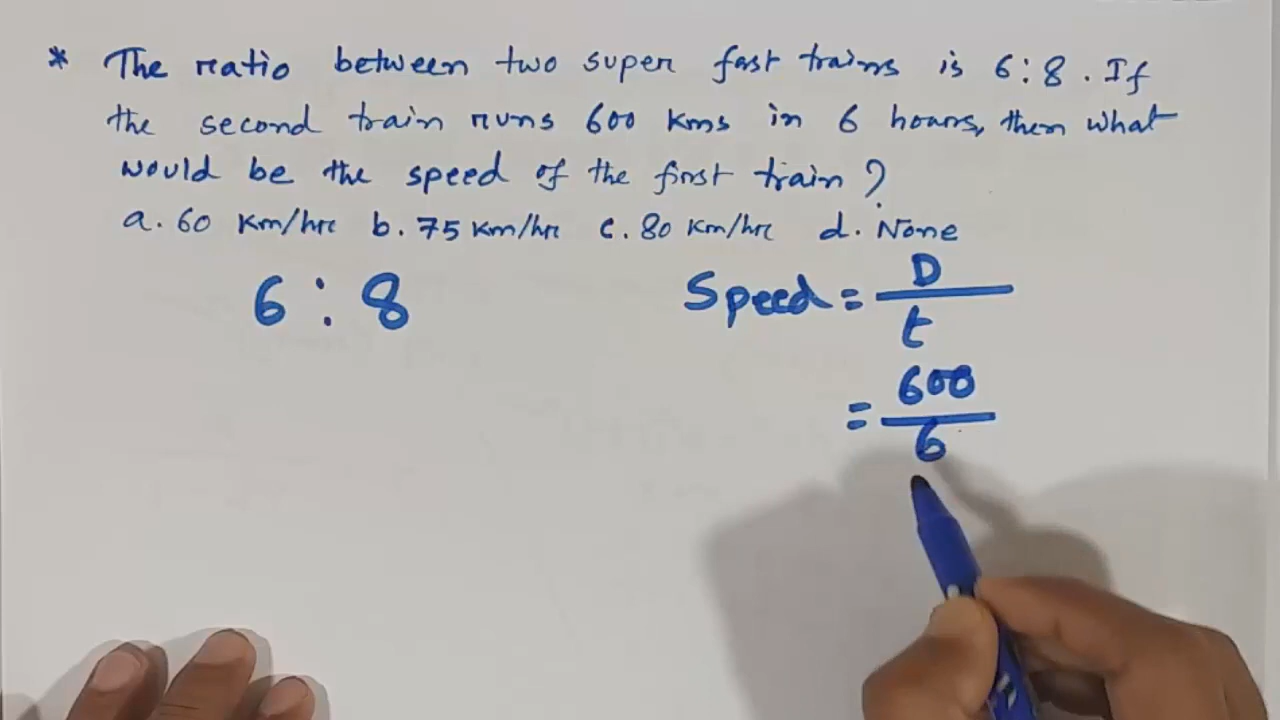 * The ratio between two super fast trains is 6:8. If
the second train runs 600 kms in 6 hours, then what
would be the speed of the first train?
a. 60 km/hr b. 75 km/hr c. 80 km/hr d. None
6 : 8
Speed = D
t
= 600
6